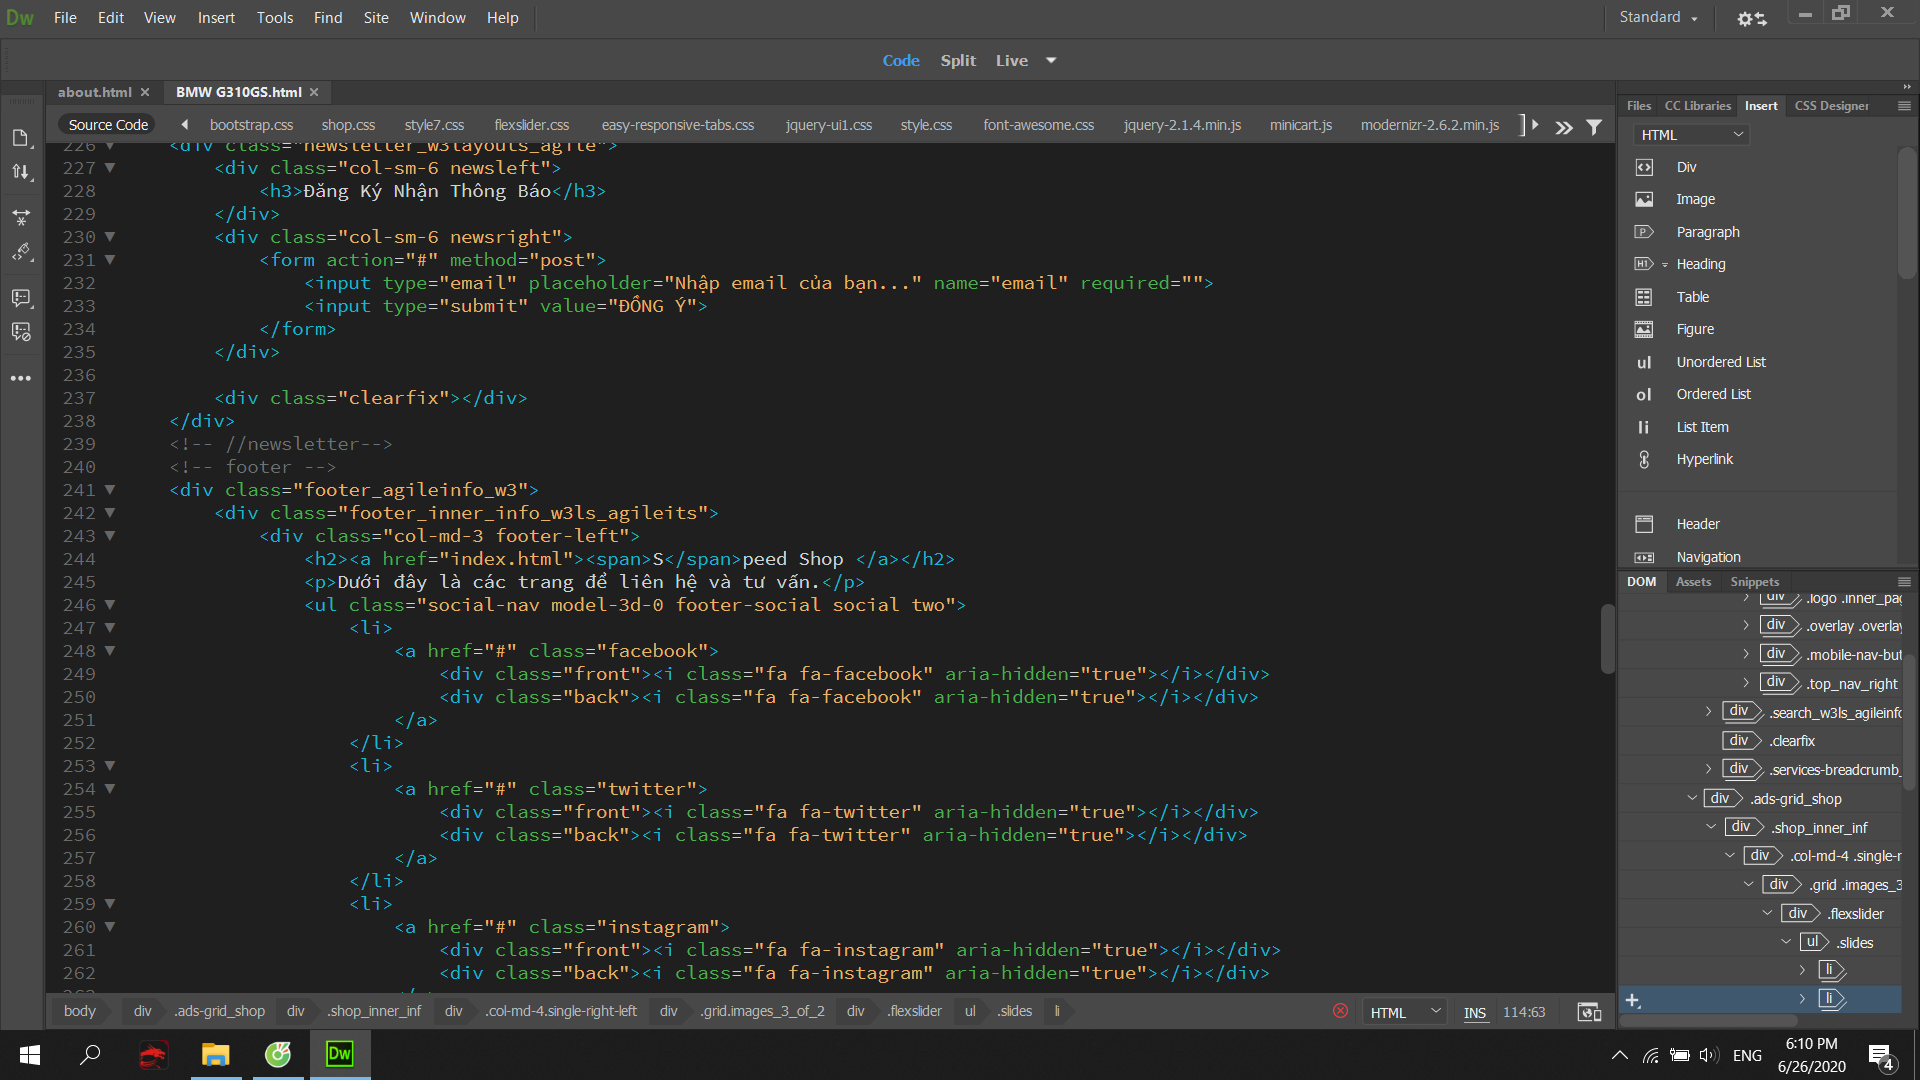 Dw File Edit View Insert Tools Find Site Window Help Standard
Code Split Live
about.html BMW G310GS.html
Source Code bootstrap.css shop.css style7.css flexslider.css easy-responsive-tabs.css jquery-ui1.css style.css font-awesome.css jquery-2.1.4.min.js minicart.js modernizr-2.6.2.min.js
226 <div class="newsletter_w3layouts_agile">
227 <div class="col-sm-6 newsleft">
228 <h3>Đăng Ký Nhận Thông Báo</h3>
229 </div>
230 <div class="col-sm-6 newsright">
231 <form action="#" method="post">
232 <input type="email" placeholder="Nhập email của bạn..." name="email" required="">
233 <input type="submit" value="ĐỒNG Ý">
234 </form>
235 </div>
236
237 <div class="clearfix"></div>
238 </div>
239 <!-- //newsletter-->
240 <!-- footer -->
241 <div class="footer_agileinfo_w3">
242 <div class="footer_inner_info_w3ls_agileits">
243 <div class="col-md-3 footer-left">
244 <h2><a href="index.html"><span>S</span>peed Shop </a></h2>
245 <p>Dưới đây là các trang để liên hệ và tư vấn.</p>
246 <ul class="social-nav model-3d-0 footer-social social two">
247 <li>
248 <a href="#" class="facebook">
249 <div class="front"><i class="fa fa-facebook" aria-hidden="true"></i></div>
250 <div class="back"><i class="fa fa-facebook" aria-hidden="true"></i></div>
251 </a>
252 </li>
253 <li>
254 <a href="#" class="twitter">
255 <div class="front"><i class="fa fa-twitter" aria-hidden="true"></i></div>
256 <div class="back"><i class="fa fa-twitter" aria-hidden="true"></i></div>
257 </a>
258 </li>
259 <li>
260 <a href="#" class="instagram">
261 <div class="front"><i class="fa fa-instagram" aria-hidden="true"></i></div>
262 <div class="back"><i class="fa fa-instagram" aria-hidden="true"></i></div>
body div .ads-grid_shop div .shop_inner_inf div .col-md-4.single-right-left div .grid.images_3_of_2 div .flexslider ul .slides li HTML INS 114:63
Files CC Libraries Insert CSS Designer
HTML
Div
Image
P Paragraph
H1 Heading
Table
Figure
ul Unordered List
ol Ordered List
li List Item
Hyperlink
Header
Navigation
DOM Assets Snippets
div .logo .inner_pag
div .overlay .overlay
div .mobile-nav-but
div .top_nav_right
div .search_w3ls_agileinfo
div .clearfix
div .services-breadcrumb_
div .ads-grid_shop
div .shop_inner_inf
div .col-md-4 .single-r
div .grid .images_3
div .flexslider
ul .slides
li
li
Dw ENG 6:10 PM
6/26/2020 4